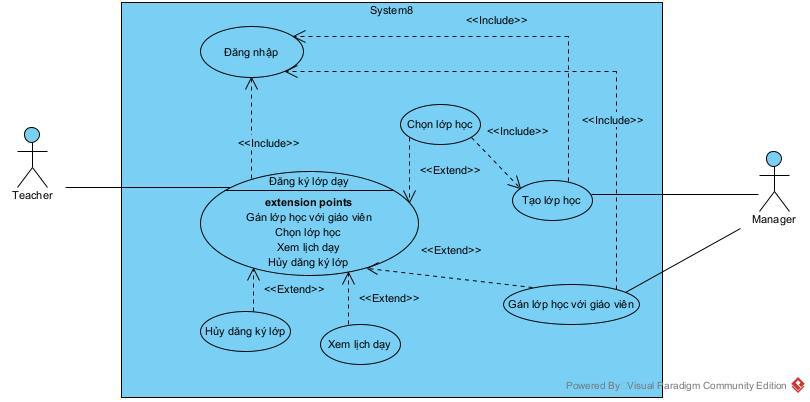 System8
<<Include>>
Đăng nhập
<<Include>>
Chọn lớp học
<<Include>>
<<Include>>
<<Extend>>
Đăng ký lớp dạy
extension points
Gán lớp học với giáo viên
Chọn lớp học
Xem lịch dạy
Hủy đăng ký lớp
Teacher
Tạo lớp học
Manager
<<Extend>>
<<Extend>>
<<Extend>>
Gán lớp học với giáo viên
Hủy đăng ký lớp
Xem lịch dạy
Powered By Visual Paradigm Community Edition